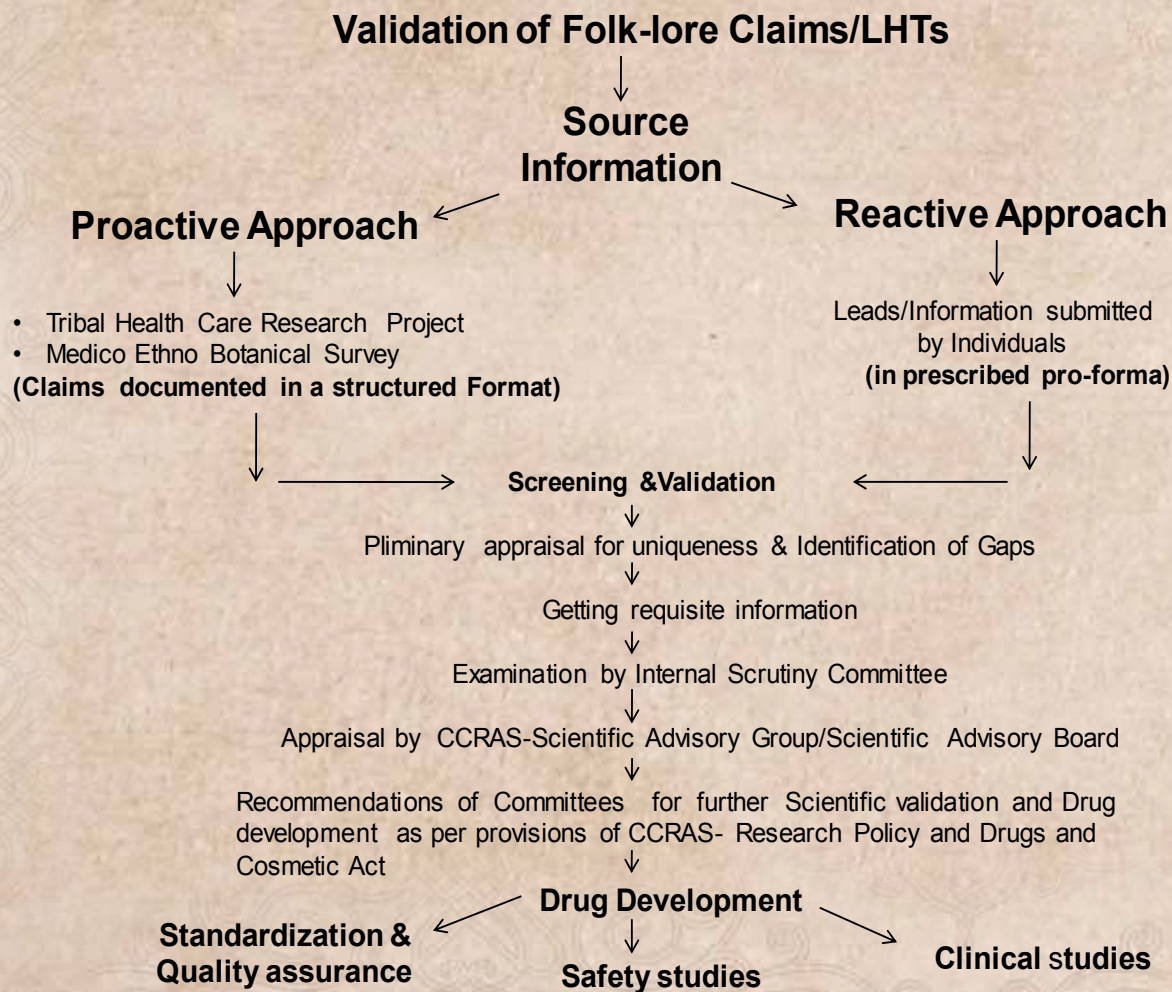 Validation of Folk-lore Claims/LHTs
Source
Information
Proactive Approach
• Tribal Health Care Research Project
• Medico Ethno Botanical Survey
(Claims documented in a structured Format)
Reactive Approach
Leads/Information submitted
by Individuals
(in prescribed pro-forma)
Screening &Validation
Pliminary appraisal for uniqueness & Identification of Gaps
Getting requisite information
Examination by Internal Scrutiny Committee
Appraisal by CCRAS-Scientific Advisory Group/Scientific Advisory Board
Recommendations of Committees for further Scientific validation and Drug
development as per provisions of CCRAS- Research Policy and Drugs and
Cosmetic Act
Drug Development
Standardization &
Quality assurance
Safety studies
Clinical studies